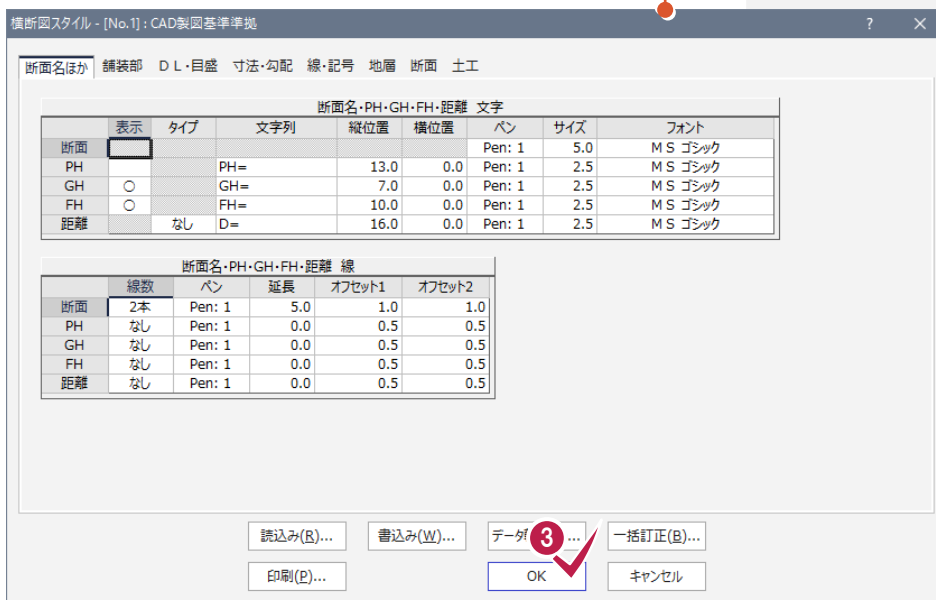 横断図スタイル - [No.1] : CAD製図基準準拠 ? ×
断面名ほか 舗装部 ＤＬ・目盛 寸法・勾配 線・記号 地層 断面 土工
断面名・PH・GH・FH・距離 文字
表示 タイプ 文字列 縦位置 横位置 ペン サイズ フォント
断面 Pen: 1 5.0 ＭＳ ゴシック
PH PH= 13.0 0.0 Pen: 1 2.5 ＭＳ ゴシック
GH ○ GH= 7.0 0.0 Pen: 1 2.5 ＭＳ ゴシック
FH ○ FH= 10.0 0.0 Pen: 1 2.5 ＭＳ ゴシック
距離 なし D= 16.0 0.0 Pen: 1 2.5 ＭＳ ゴシック
断面名・PH・GH・FH・距離 線
線数 ペン 延長 オフセット1 オフセット2
断面 2本 Pen: 1 5.0 1.0 1.0
PH なし Pen: 1 0.0 0.5 0.5
GH なし Pen: 1 0.0 0.5 0.5
FH なし Pen: 1 0.0 0.5 0.5
距離 なし Pen: 1 0.0 0.5 0.5
読込み(R)... 書込み(W)... データ ... 一括訂正(B)...
3
印刷(P)... OK キャンセル